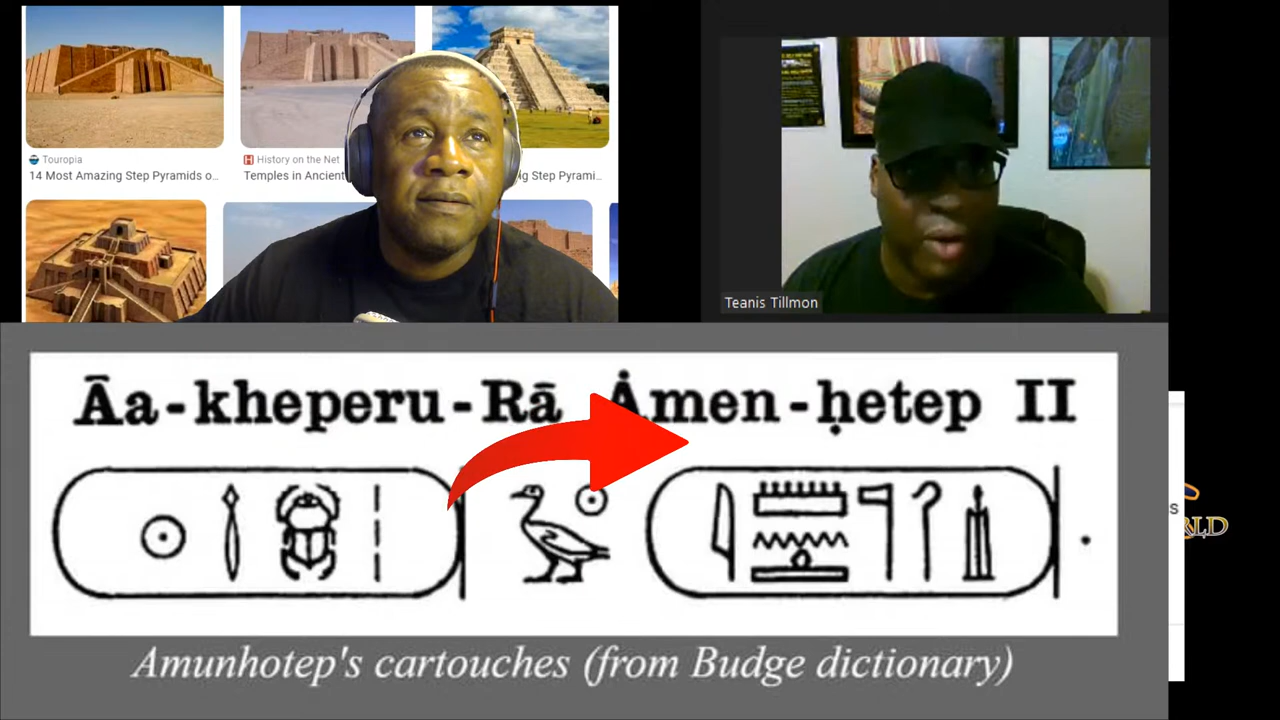 Touropia
14 Most Amazing Step Pyramids o...
History on the Net
Temples in Ancient
Step Pyrami...
Teanis Tillmon
Āa-kheperu-Rā Ȧmen-ḥetep II
Amunhotep's cartouches (from Budge dictionary)